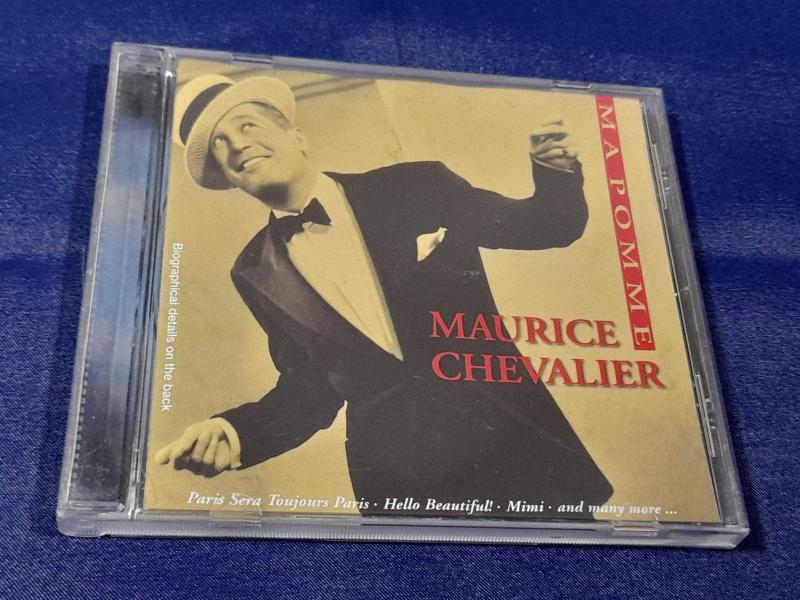 MA POMME
MAURICE
CHEVALIER
Biographical details on the back
Paris Sera Toujours Paris · Hello Beautiful! · Mimi · and many more ...